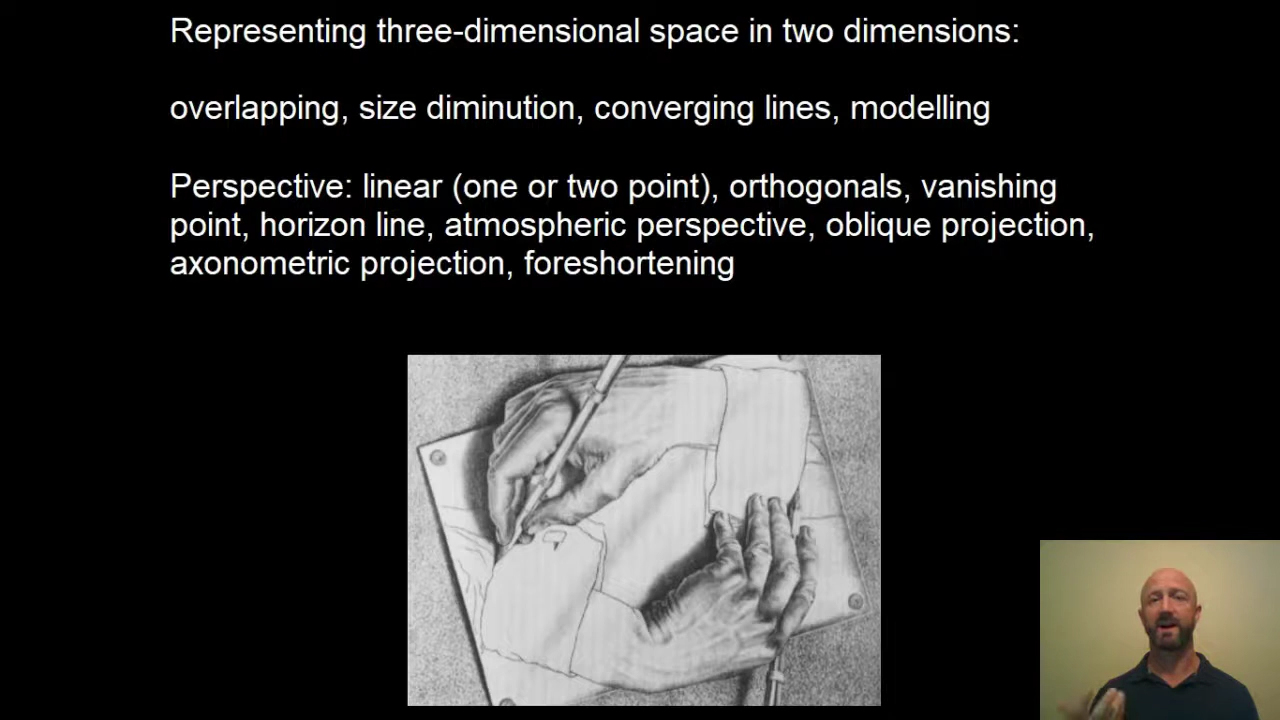 Representing three-dimensional space in two dimensions:
overlapping, size diminution, converging lines, modelling
Perspective: linear (one or two point), orthogonals, vanishing
point, horizon line, atmospheric perspective, oblique projection,
axonometric projection, foreshortening